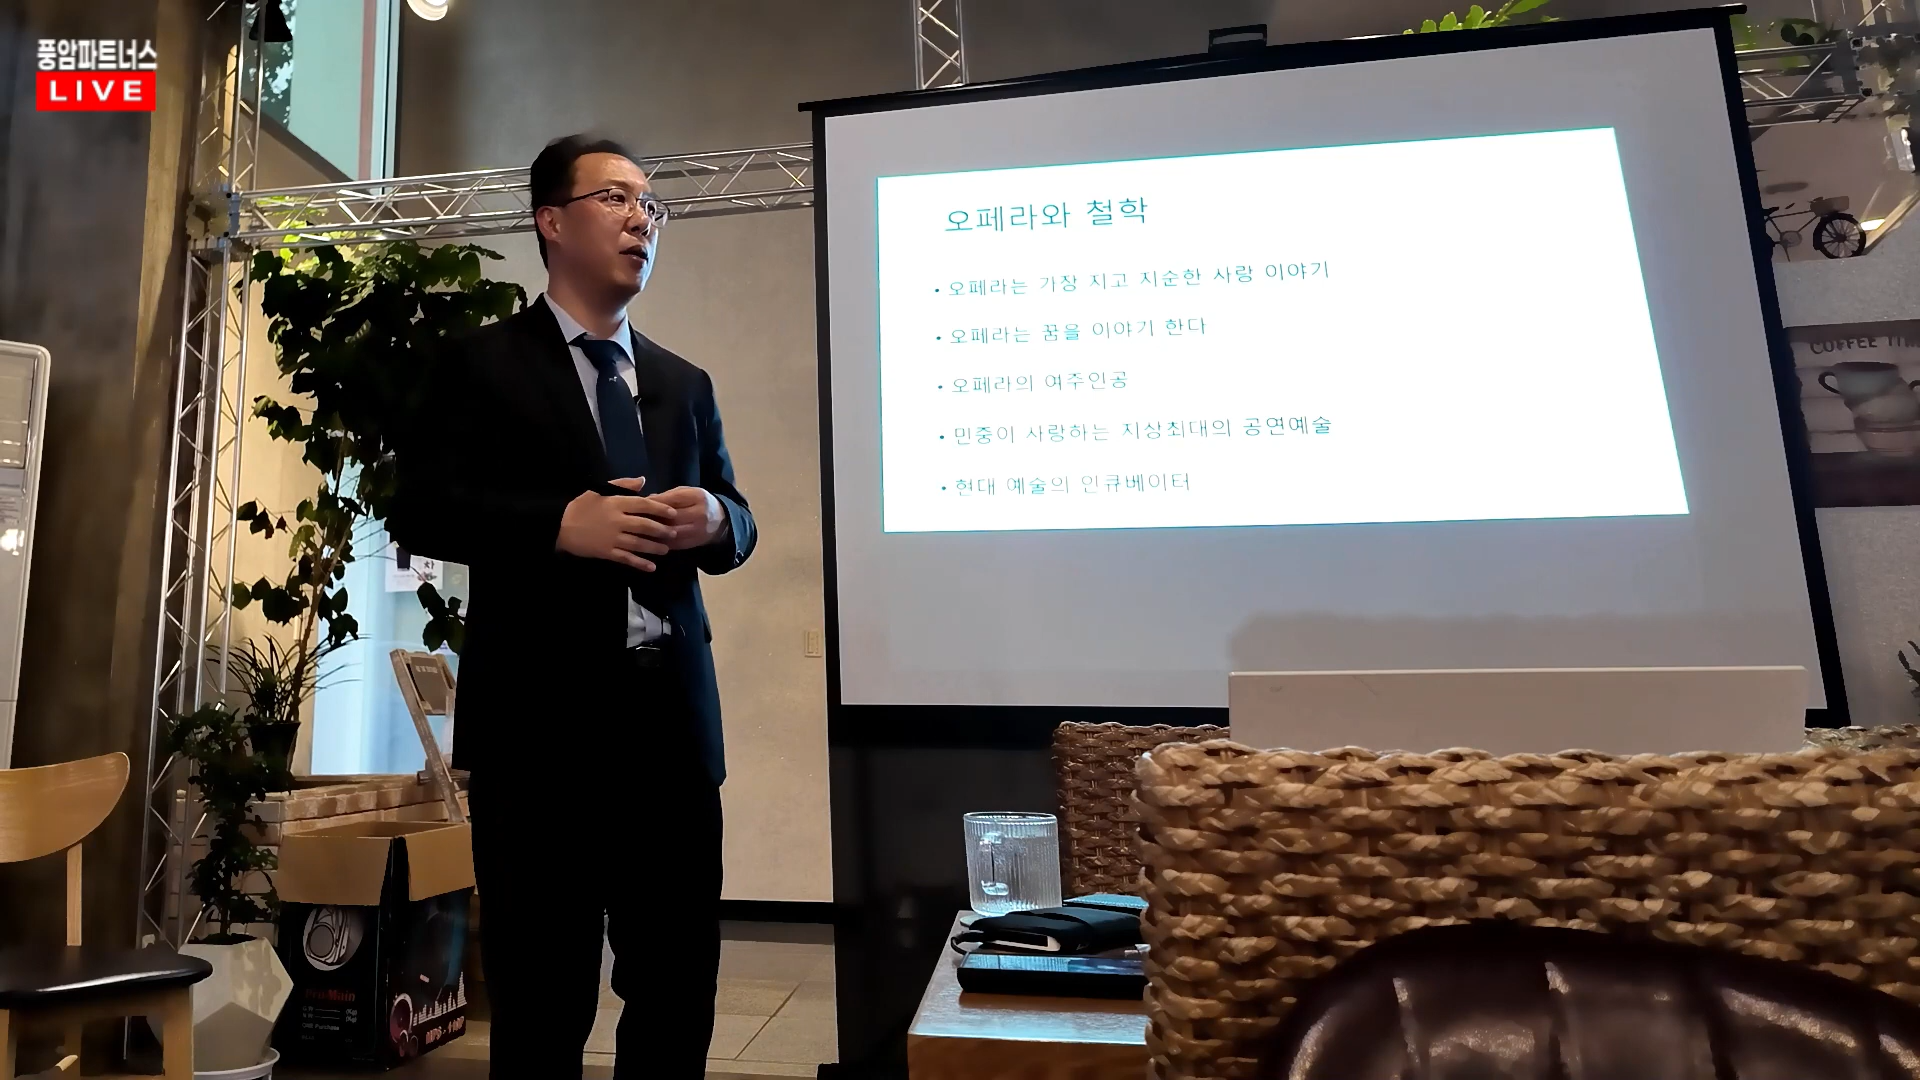 풍암파트너스
LIVE
오페라와 철학
• 오페라는 가장 지고 지순한 사랑 이야기
• 오페라는 꿈을 이야기 한다
• 오페라의 여주인공
• 민중이 사랑하는 지상최대의 공연예술
• 현대 예술의 인큐베이터
COFFEE TIME
차